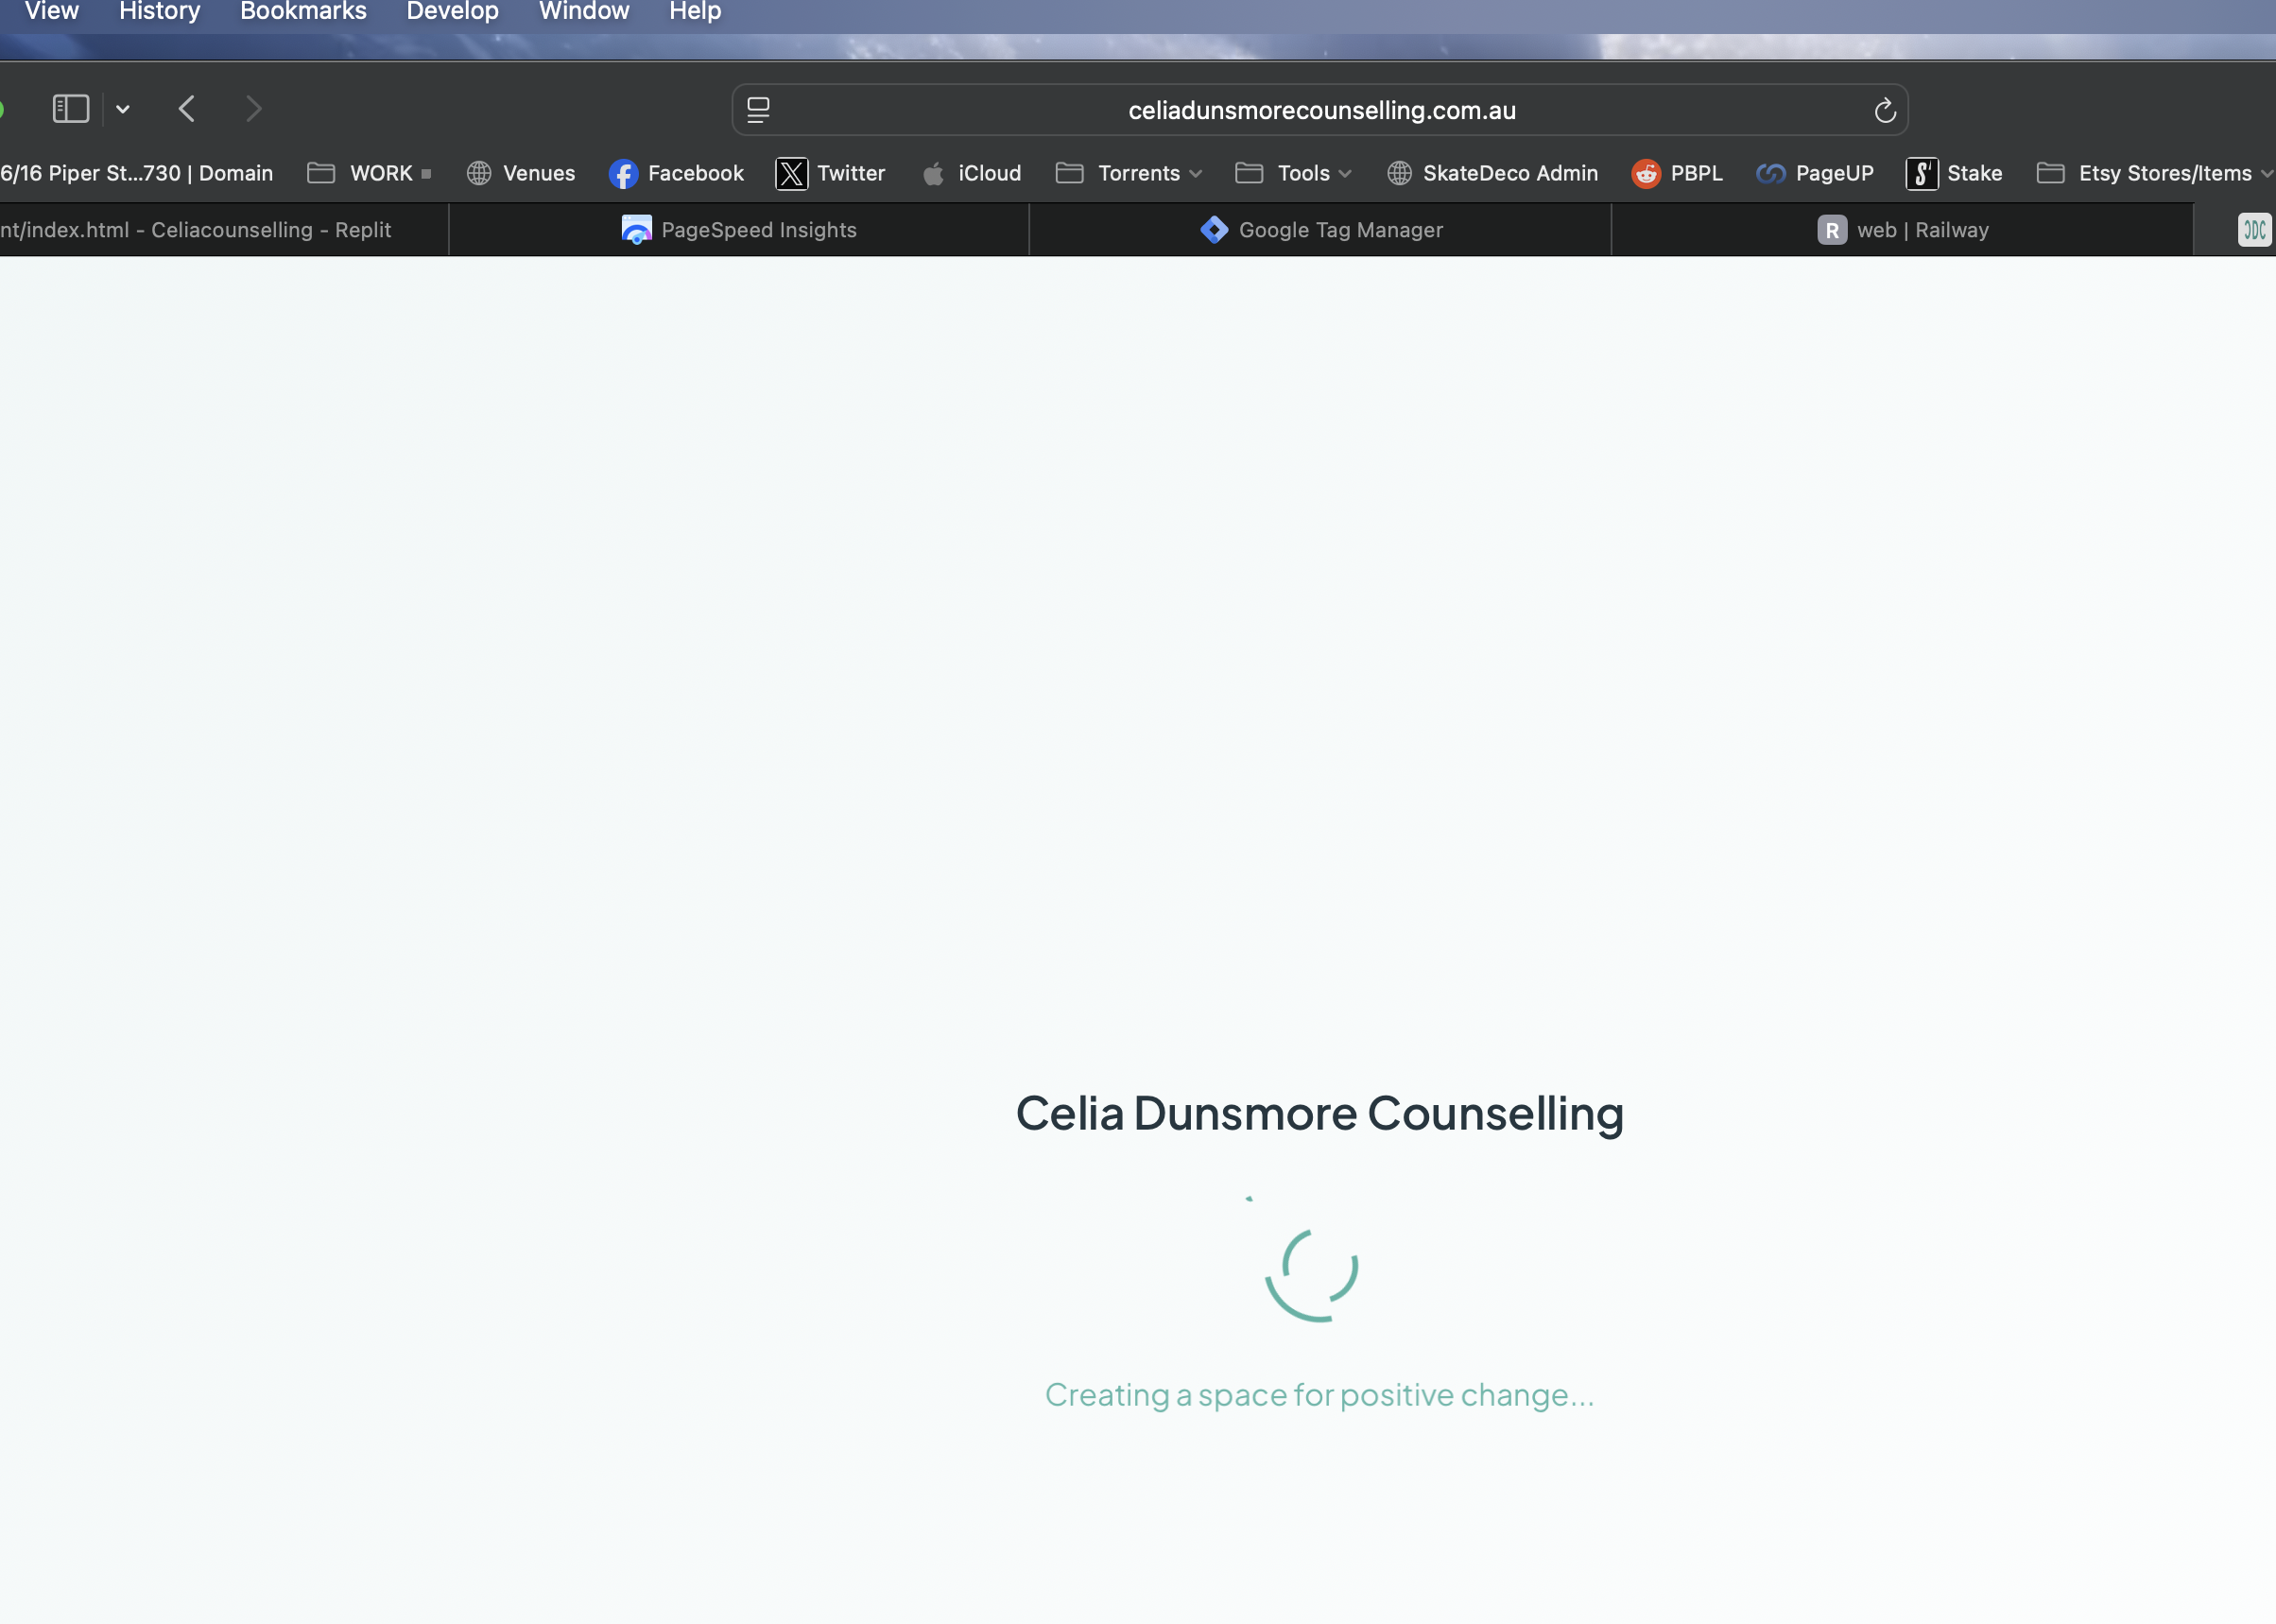 View History Bookmarks Develop Window Help
celiadunsmorecounselling.com.au
6/16 Piper St...730 | Domain WORK Venues Facebook Twitter iCloud Torrents Tools SkateDeco Admin PBPL PageUP Stake Etsy Stores/Items
nt/index.html - Celiacounselling - Replit PageSpeed Insights Google Tag Manager R web | Railway CDC
Celia Dunsmore Counselling
Creating a space for positive change...